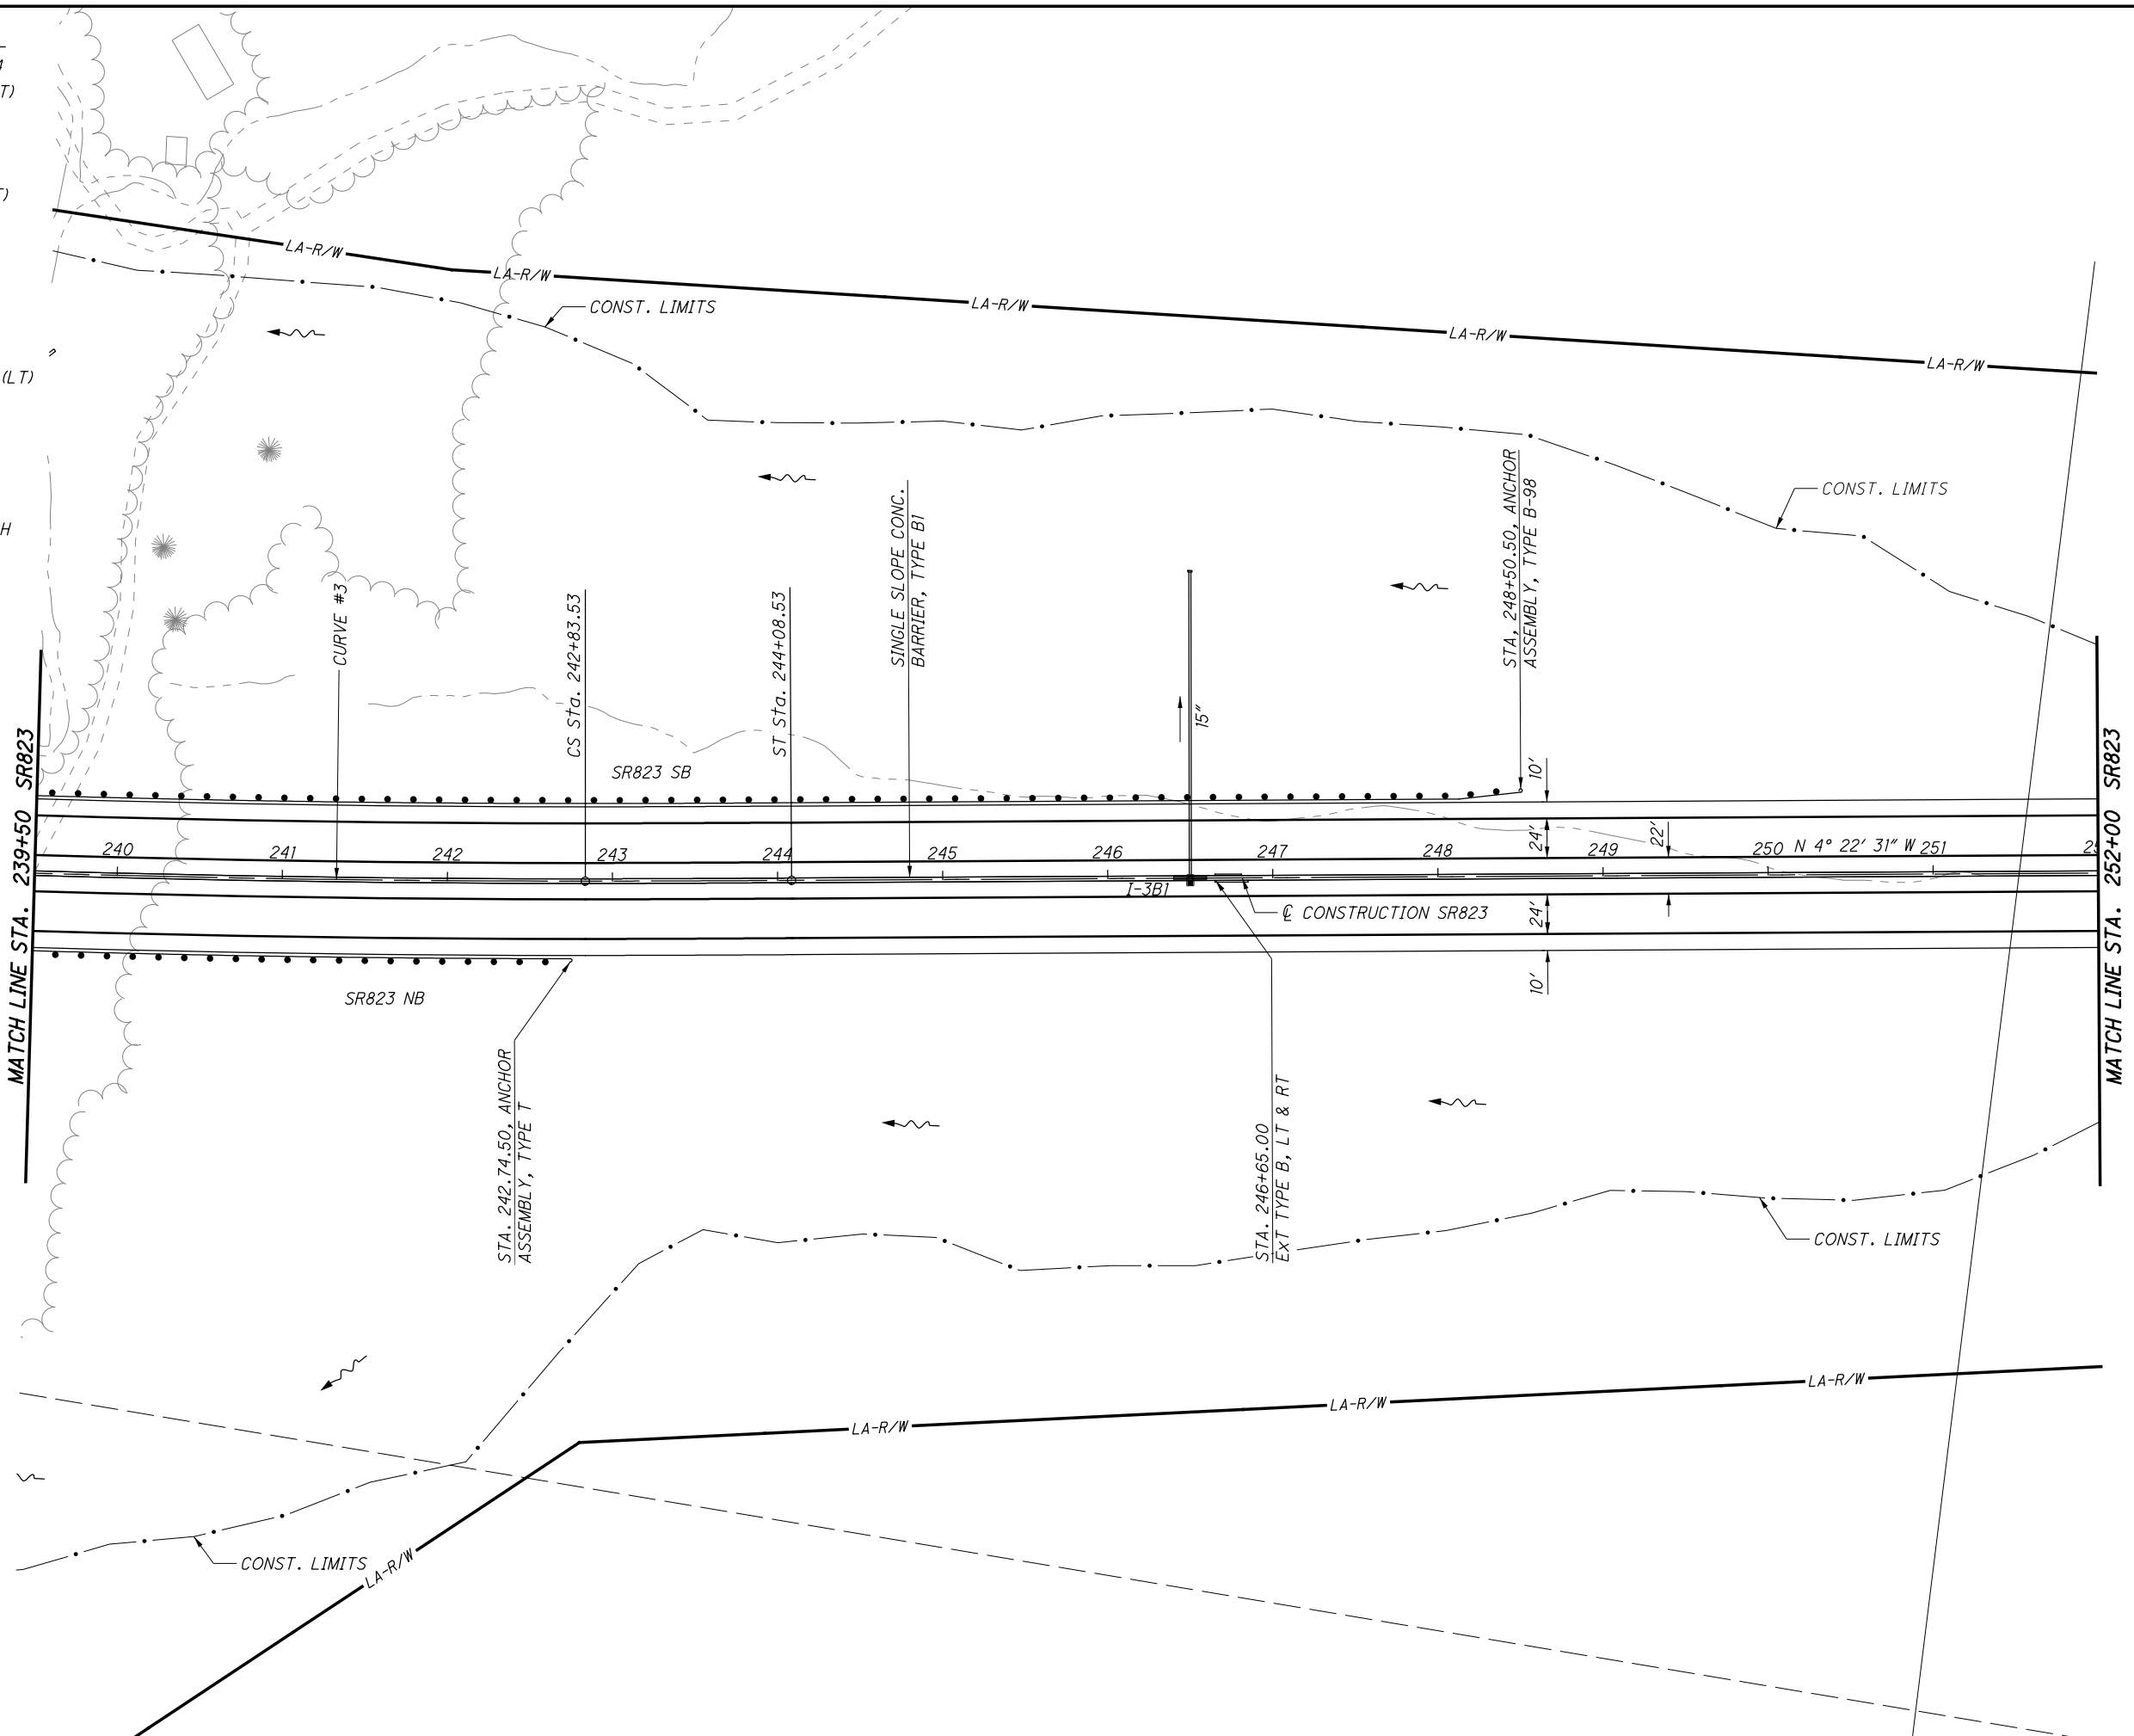 T)
(LT)
H
LA-R/W
LA-R/W
LA-R/W
LA-R/W
LA-R/W
CONST. LIMITS
CONST. LIMITS
CURVE #3
CS Sta. 242+83.53
ST Sta. 244+08.53
SINGLE SLOPE CONC.
BARRIER, TYPE B1
15"
STA, 248+50.50, ANCHOR
ASSEMBLY, TYPE B-98
SR823 SB
10'
24'
22'
240
241
242
243
244
245
246
247
248
249
250
N 4° 22' 31" W
251
I-3B1
℄ CONSTRUCTION SR823
24'
10'
SR823 NB
MATCH LINE STA. 239+50 SR823
MATCH LINE STA. 252+00 SR823
STA. 242.74.50, ANCHOR
ASSEMBLY, TYPE T
STA. 246+65.00
ExT TYPE B, LT & RT
CONST. LIMITS
LA-R/W
LA-R/W
LA-R/W
CONST. LIMITS
LA-R/W